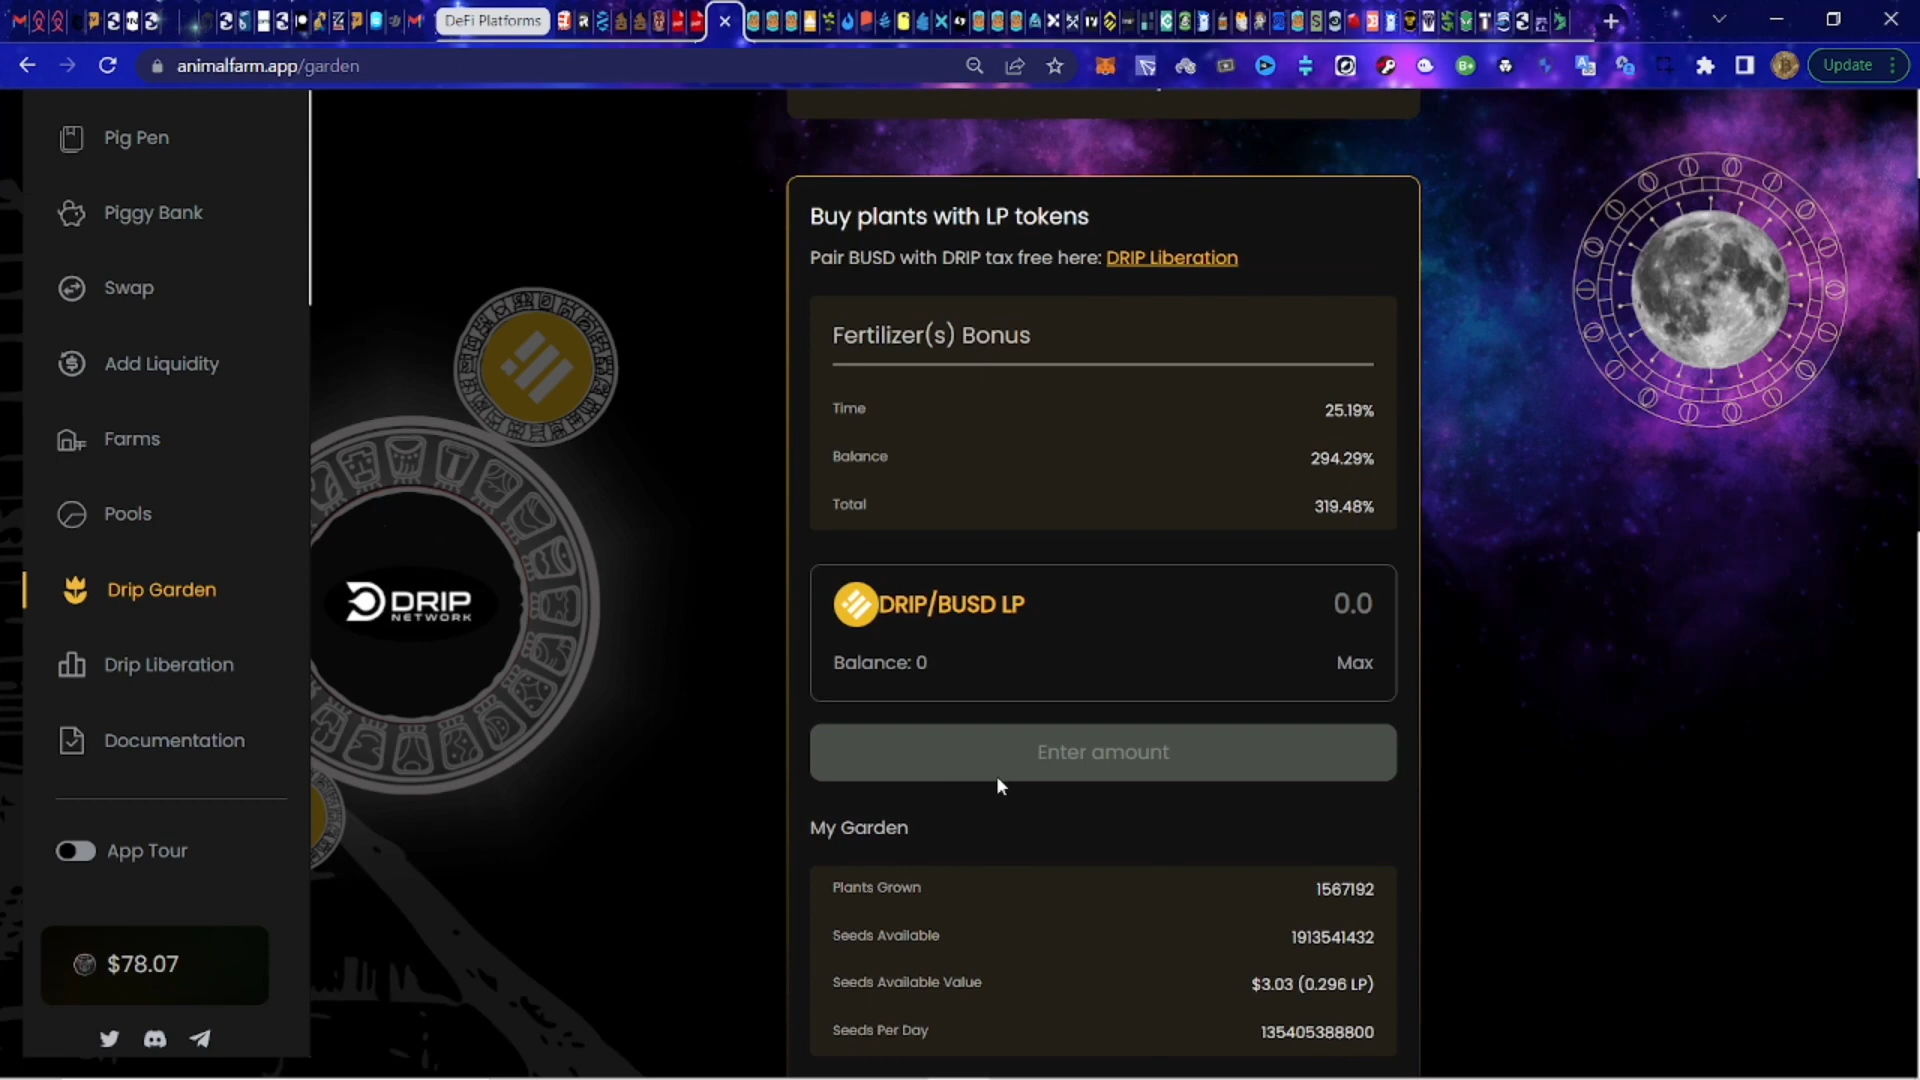 DeFi Platforms
animalfarm.app/garden
Update
Pig Pen
Piggy Bank
Swap
Add Liquidity
Farms
Pools
Drip Garden
Drip Liberation
Documentation
App Tour
$78.07
DRIP
NETWORK
Buy plants with LP tokens
Pair BUSD with DRIP tax free here: DRIP Liberation
Fertilizer(s) Bonus
Time 25.19%
Balance 294.29%
Total 319.48%
DRIP/BUSD LP 0.0
Balance: 0 Max
Enter amount
My Garden
Plants Grown 1567192
Seeds Available 1913541432
Seeds Available Value $3.03 (0.296 LP)
Seeds Per Day 135405388800